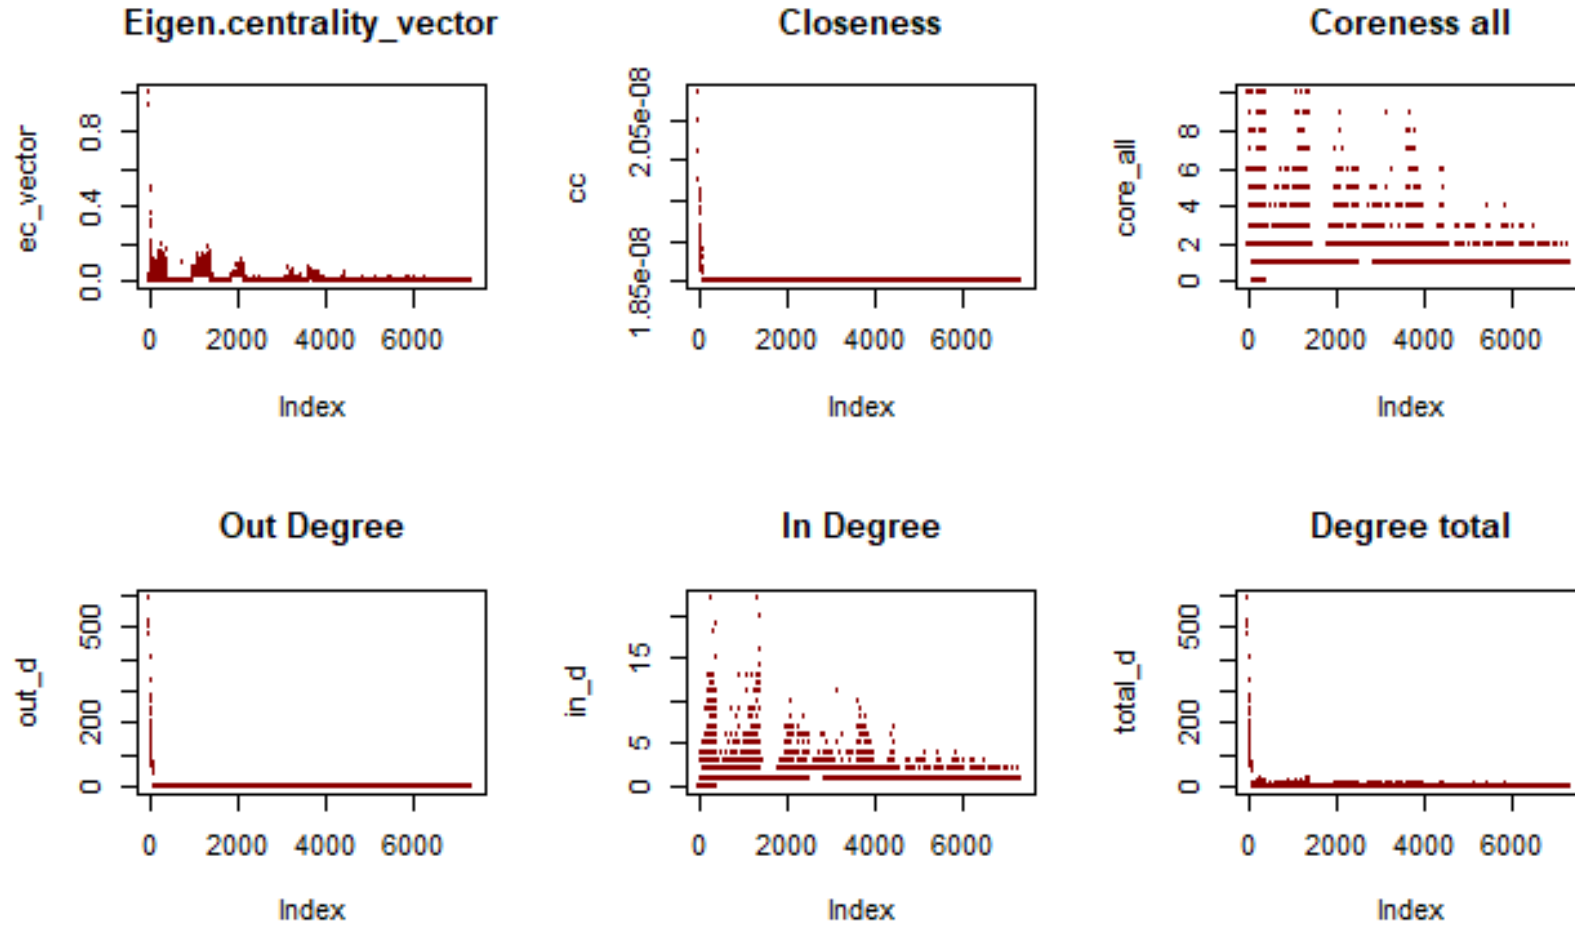 Eigen.centrality_vector
ec_vector
0.0 0.4 0.8
0 2000 4000 6000
Index
Closeness
cc
1.85e-08 2.05e-08
0 2000 4000 6000
Index
Coreness all
core_all
0 2 4 6 8
0 2000 4000 6000
Index
Out Degree
out_d
0 200 500
0 2000 4000 6000
Index
In Degree
in_d
0 5 15
0 2000 4000 6000
Index
Degree total
total_d
0 200 500
0 2000 4000 6000
Index